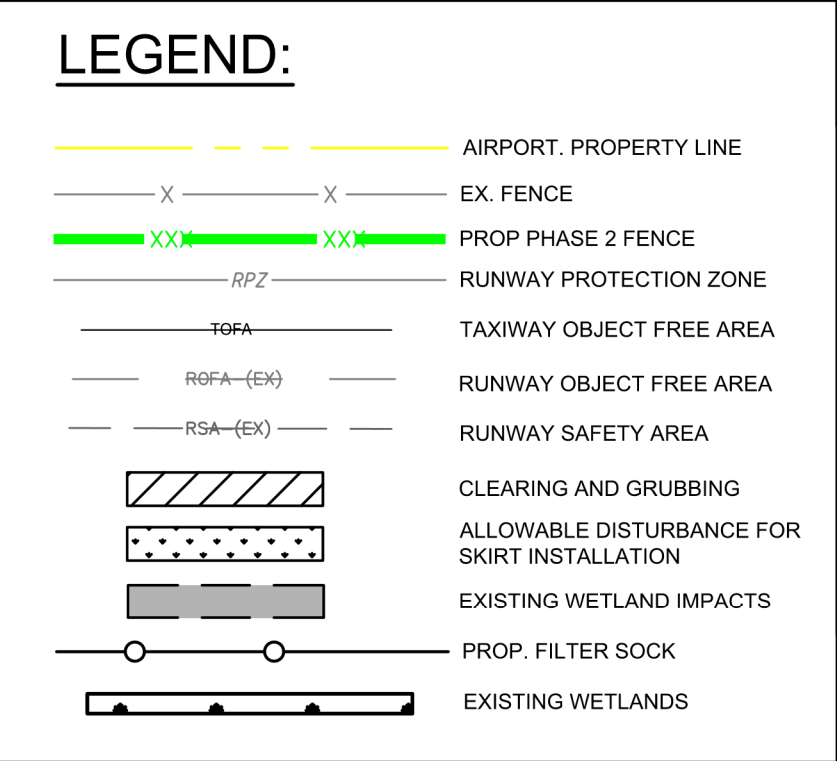 LEGEND:
AIRPORT. PROPERTY LINE
X X EX. FENCE
XXX XXX PROP PHASE 2 FENCE
RPZ RUNWAY PROTECTION ZONE
TOFA TAXIWAY OBJECT FREE AREA
ROFA (EX) RUNWAY OBJECT FREE AREA
RSA (EX) RUNWAY SAFETY AREA
CLEARING AND GRUBBING
ALLOWABLE DISTURBANCE FOR
SKIRT INSTALLATION
EXISTING WETLAND IMPACTS
PROP. FILTER SOCK
EXISTING WETLANDS